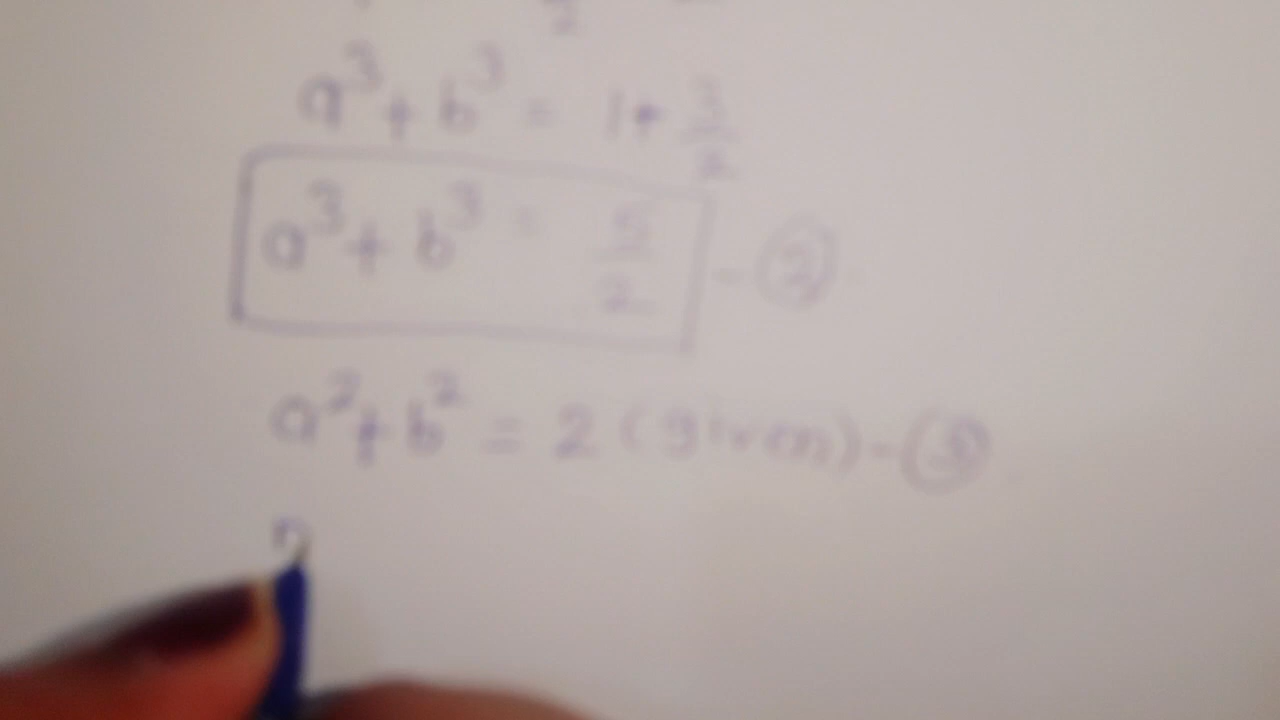 a³ + b³ = 1 + 3/2
a³ + b³ = 5/2 - ②
a² + b² = 2 (given) - ③